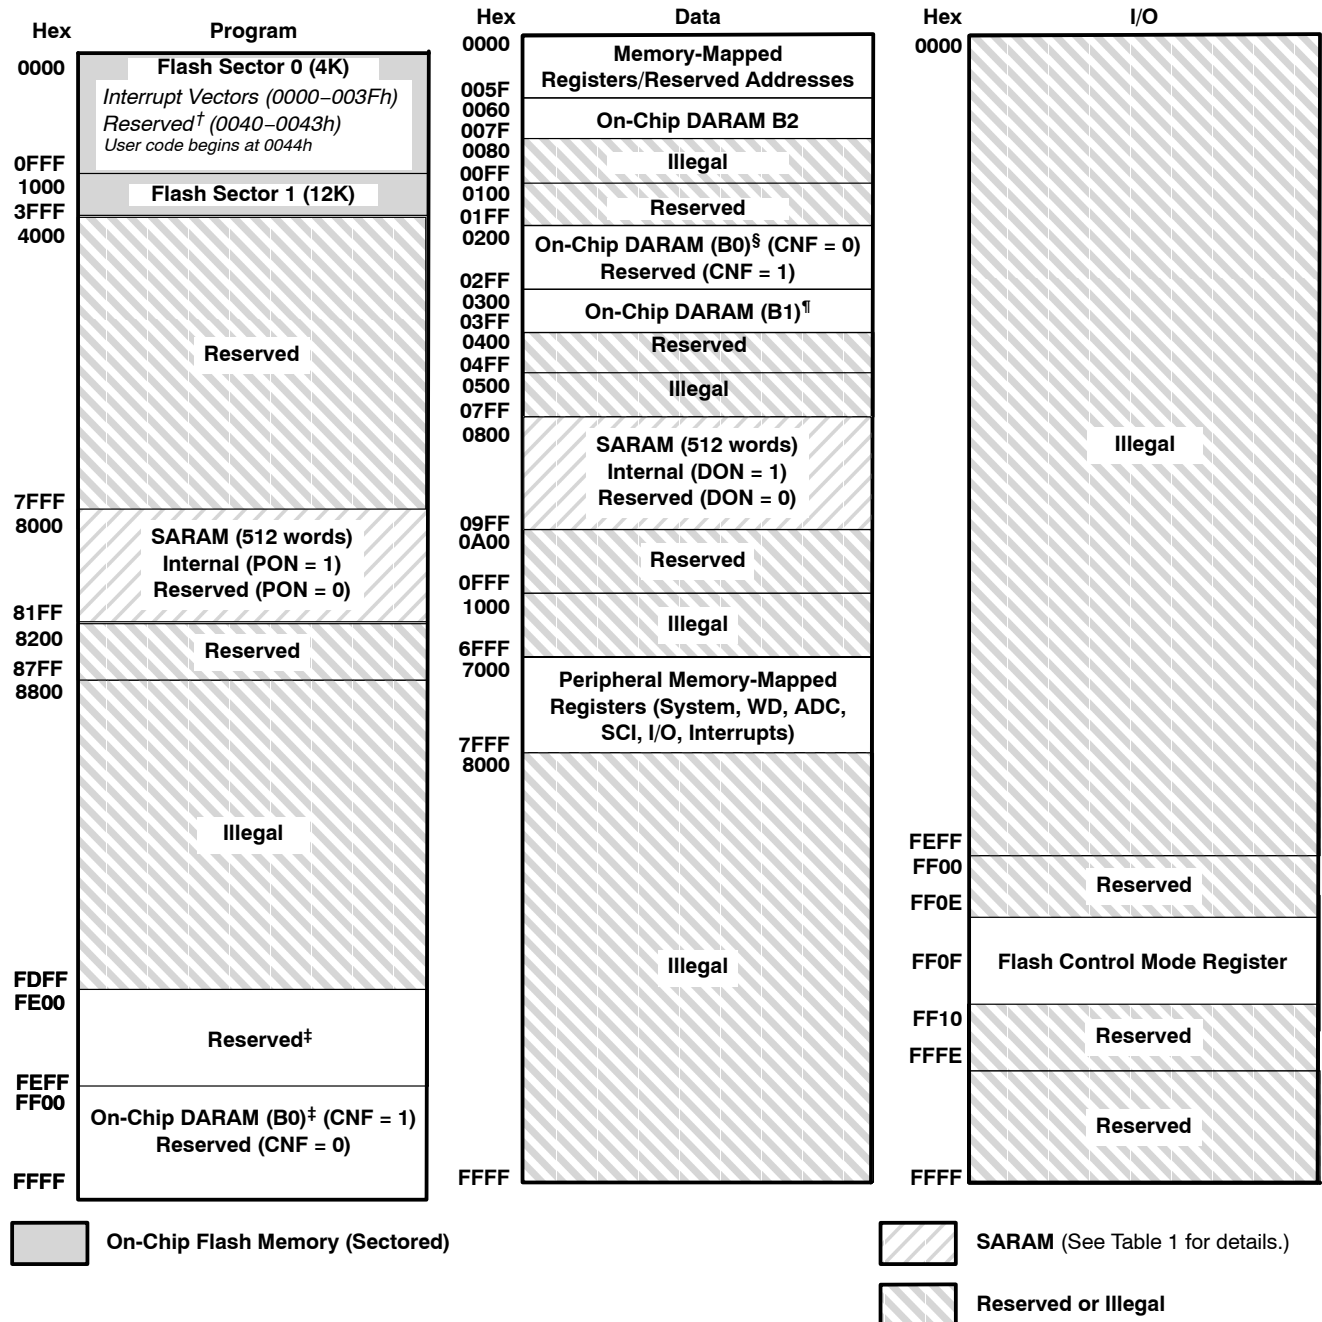 Hex Program
0000
Flash Sector 0 (4K)
Interrupt Vectors (0000−003Fh)
Reserved† (0040−0043h)
User code begins at 0044h
0FFF
1000
Flash Sector 1 (12K)
3FFF
4000
Reserved
7FFF
8000
SARAM (512 words)
Internal (PON = 1)
Reserved (PON = 0)
81FF
8200
Reserved
87FF
8800
Illegal
FDFF
FE00
Reserved‡
FEFF
FF00
On-Chip DARAM (B0)‡ (CNF = 1)
Reserved (CNF = 0)
FFFF
Hex Data
0000
Memory-Mapped
Registers/Reserved Addresses
005F
0060
On-Chip DARAM B2
007F
0080
Illegal
00FF
0100
Reserved
01FF
0200
On-Chip DARAM (B0)§ (CNF = 0)
Reserved (CNF = 1)
02FF
0300
On-Chip DARAM (B1)¶
03FF
0400
Reserved
04FF
0500
Illegal
07FF
0800
SARAM (512 words)
Internal (DON = 1)
Reserved (DON = 0)
09FF
0A00
Reserved
0FFF
1000
Illegal
6FFF
7000
Peripheral Memory-Mapped
Registers (System, WD, ADC,
SCI, I/O, Interrupts)
7FFF
8000
Illegal
FFFF
Hex I/O
0000
Illegal
FEFF
FF00
Reserved
FF0E
FF0F Flash Control Mode Register
FF10
Reserved
FFFE
Reserved
FFFF
On-Chip Flash Memory (Sectored)
SARAM (See Table 1 for details.)
Reserved or Illegal